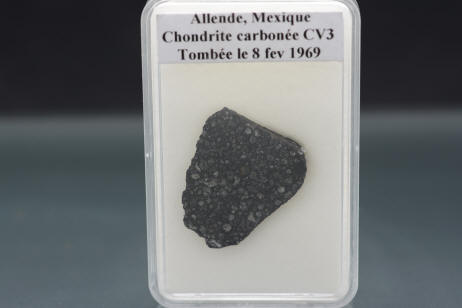 Allende, Mexique
Chondrite carbonée CV3
Tombée le 8 fev 1969